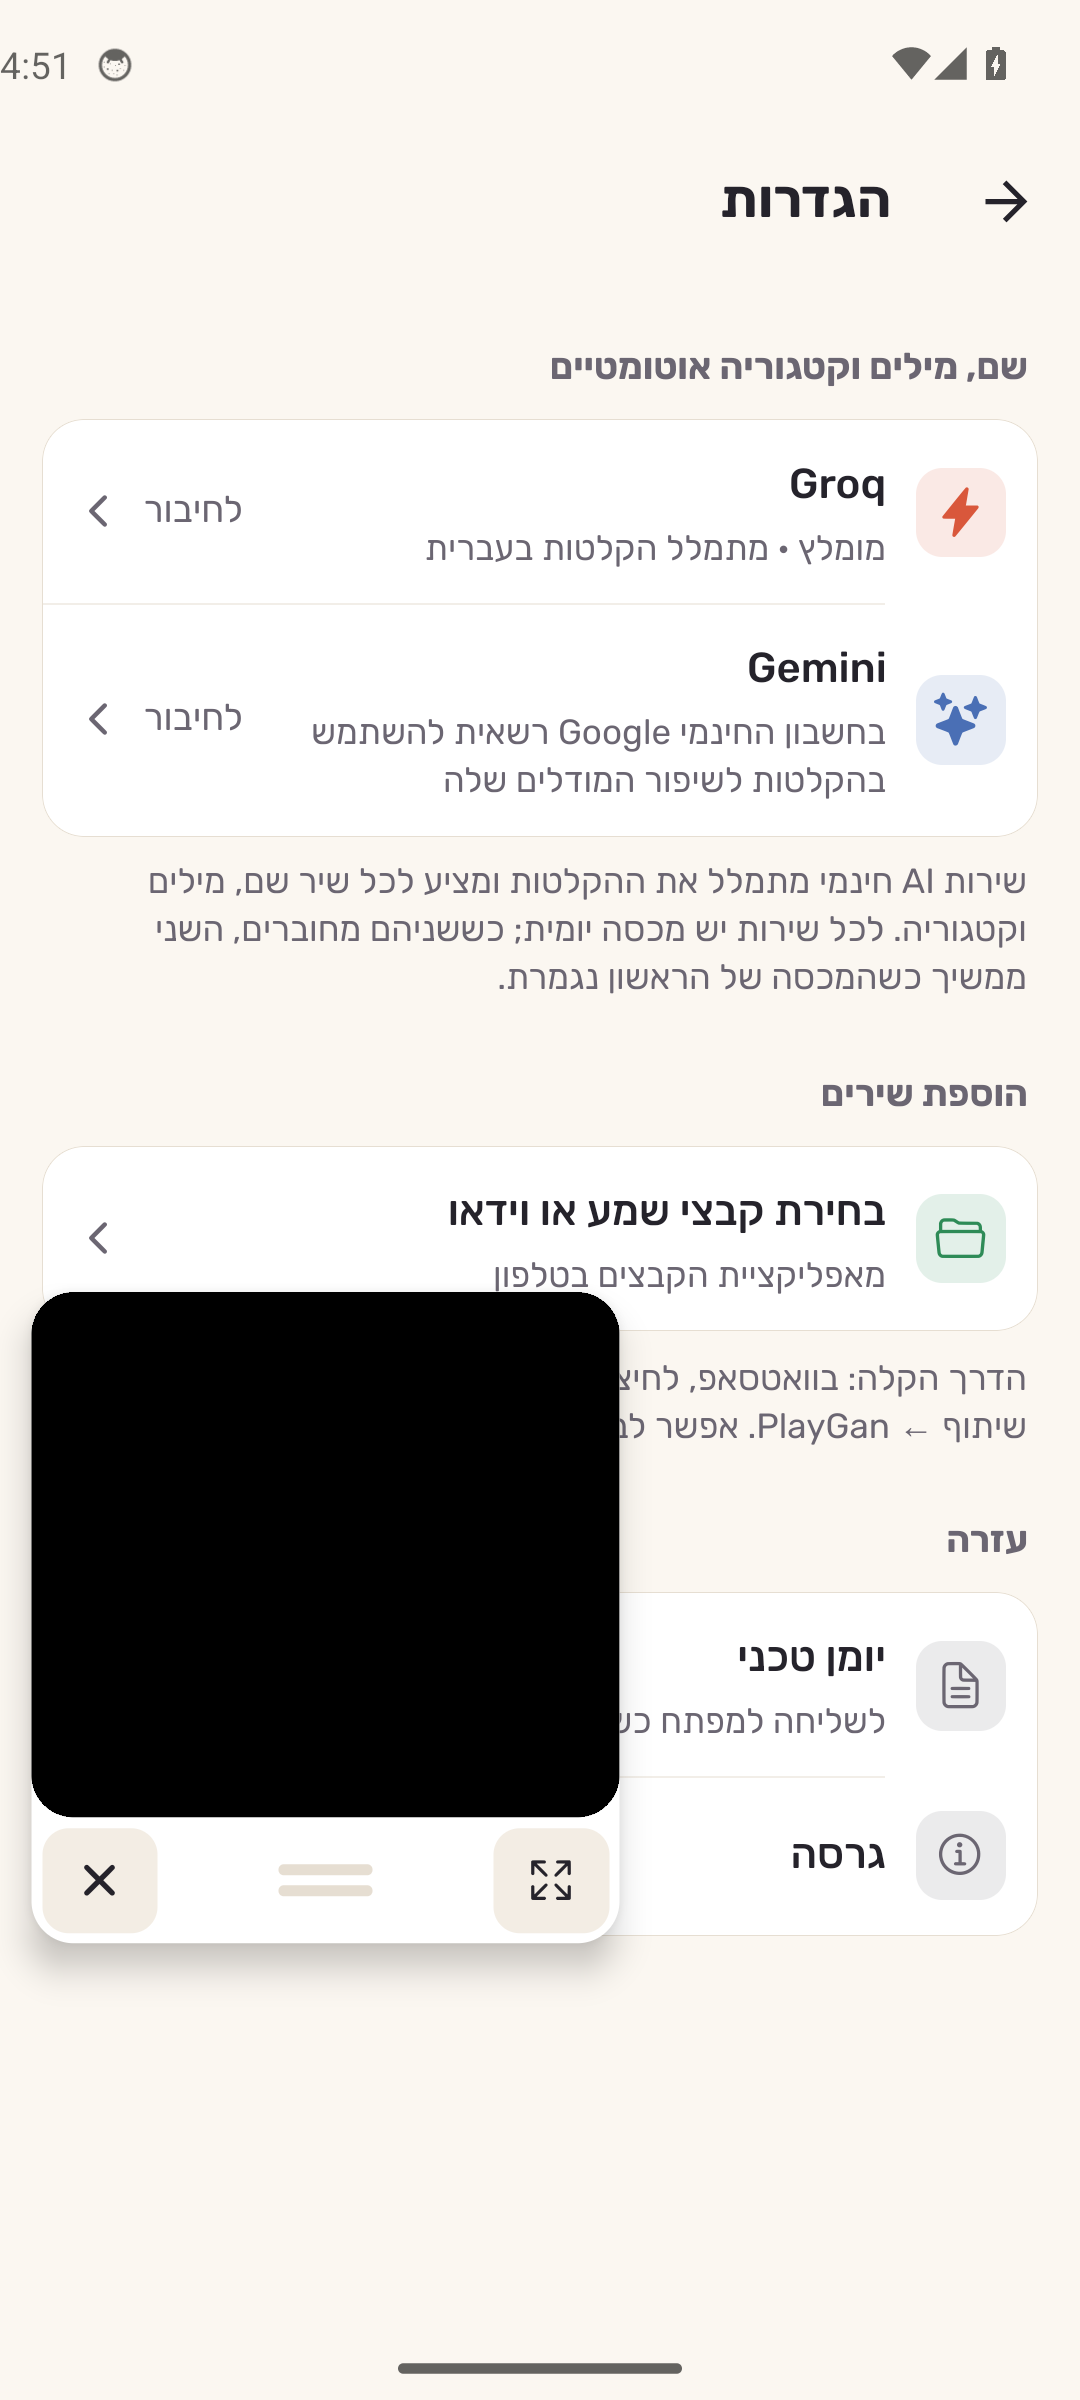 4:51
הגדרות
שם, מילים וקטגוריה אוטומטיים
Groq
מומלץ • מתמלל הקלטות בעברית
לחיבור
Gemini
בחשבון החינמי Google רשאית להשתמש
בהקלטות לשיפור המודלים שלה
לחיבור
שירות AI חינמי מתמלל את ההקלטות ומציע לכל שיר שם, מילים
וקטגוריה. לכל שירות יש מכסה יומית; כששניהם מחוברים, השני
ממשיך כשהמכסה של הראשון נגמרת.
הוספת שירים
בחירת קבצי שמע או וידאו
מאפליקציית הקבצים בטלפון
הדרך הקלה: בוואטסאפ,
שיתוף ← PlayGan. אפשר
עזרה
יומן טכני
לשליחה למפתח
גרסה